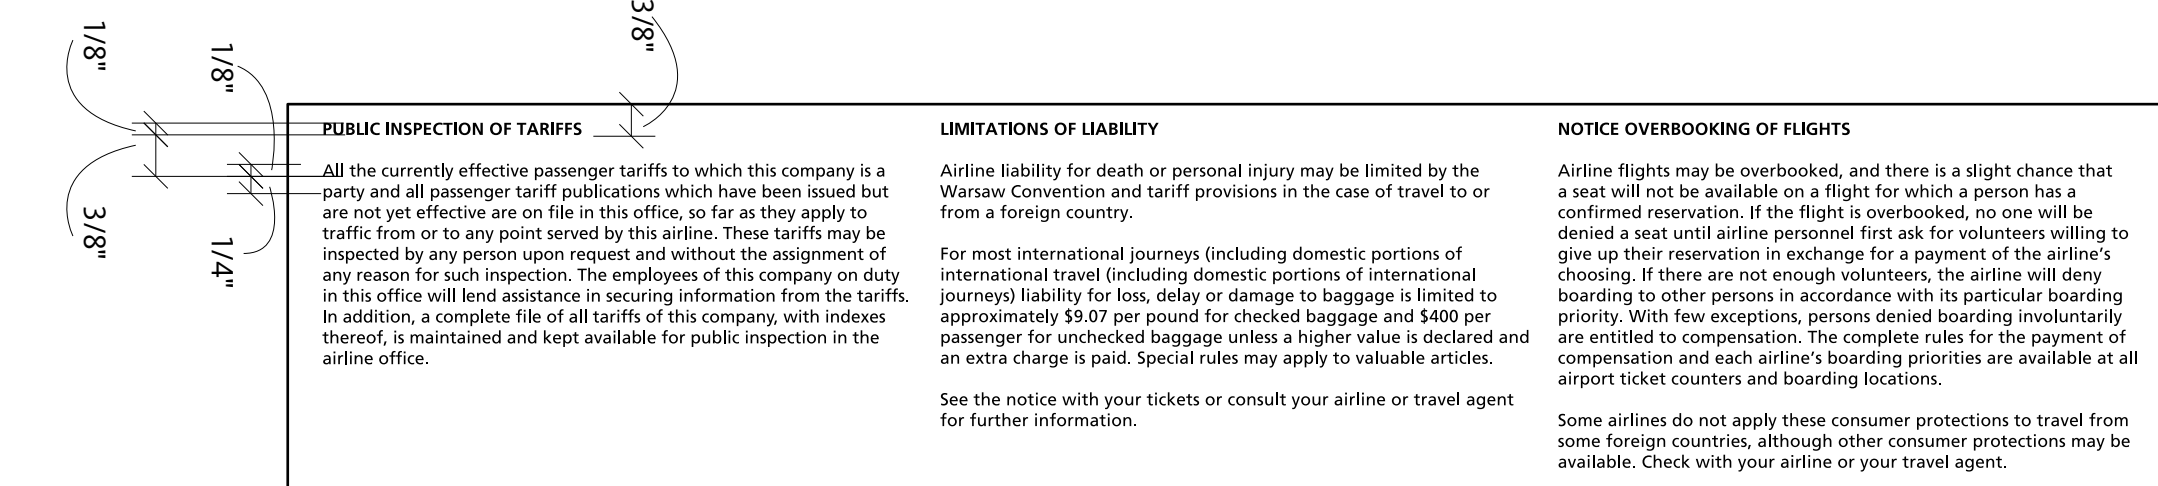 1/8"
1/8"
3/8"
3/8"
1/4"
PUBLIC INSPECTION OF TARIFFS
All the currently effective passenger tariffs to which this company is a
party and all passenger tariff publications which have been issued but
are not yet effective are on file in this office, so far as they apply to
traffic from or to any point served by this airline. These tariffs may be
inspected by any person upon request and without the assignment of
any reason for such inspection. The employees of this company on duty
in this office will lend assistance in securing information from the tariffs.
In addition, a complete file of all tariffs of this company, with indexes
thereof, is maintained and kept available for public inspection in the
airline office.
LIMITATIONS OF LIABILITY
Airline liability for death or personal injury may be limited by the
Warsaw Convention and tariff provisions in the case of travel to or
from a foreign country.
For most international journeys (including domestic portions of
international travel (including domestic portions of international
journeys) liability for loss, delay or damage to baggage is limited to
approximately $9.07 per pound for checked baggage and $400 per
passenger for unchecked baggage unless a higher value is declared and
an extra charge is paid. Special rules may apply to valuable articles.
See the notice with your tickets or consult your airline or travel agent
for further information.
NOTICE OVERBOOKING OF FLIGHTS
Airline flights may be overbooked, and there is a slight chance that
a seat will not be available on a flight for which a person has a
confirmed reservation. If the flight is overbooked, no one will be
denied a seat until airline personnel first ask for volunteers willing to
give up their reservation in exchange for a payment of the airline’s
choosing. If there are not enough volunteers, the airline will deny
boarding to other persons in accordance with its particular boarding
priority. With few exceptions, persons denied boarding involuntarily
are entitled to compensation. The complete rules for the payment of
compensation and each airline’s boarding priorities are available at all
airport ticket counters and boarding locations.
Some airlines do not apply these consumer protections to travel from
some foreign countries, although other consumer protections may be
available. Check with your airline or your travel agent.